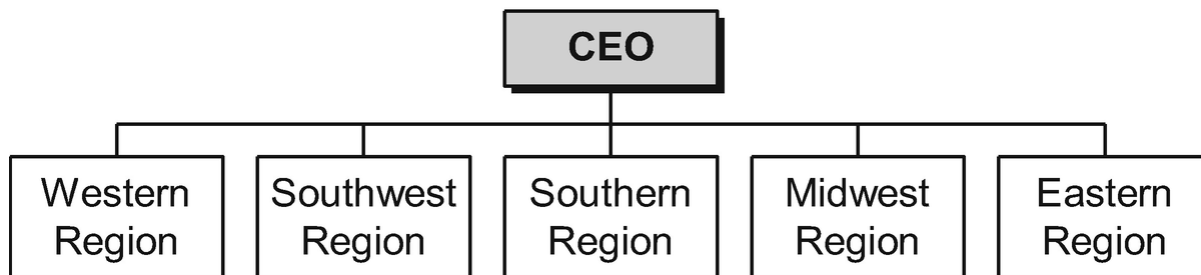 CEO
Western
Region
Southwest
Region
Southern
Region
Midwest
Region
Eastern
Region